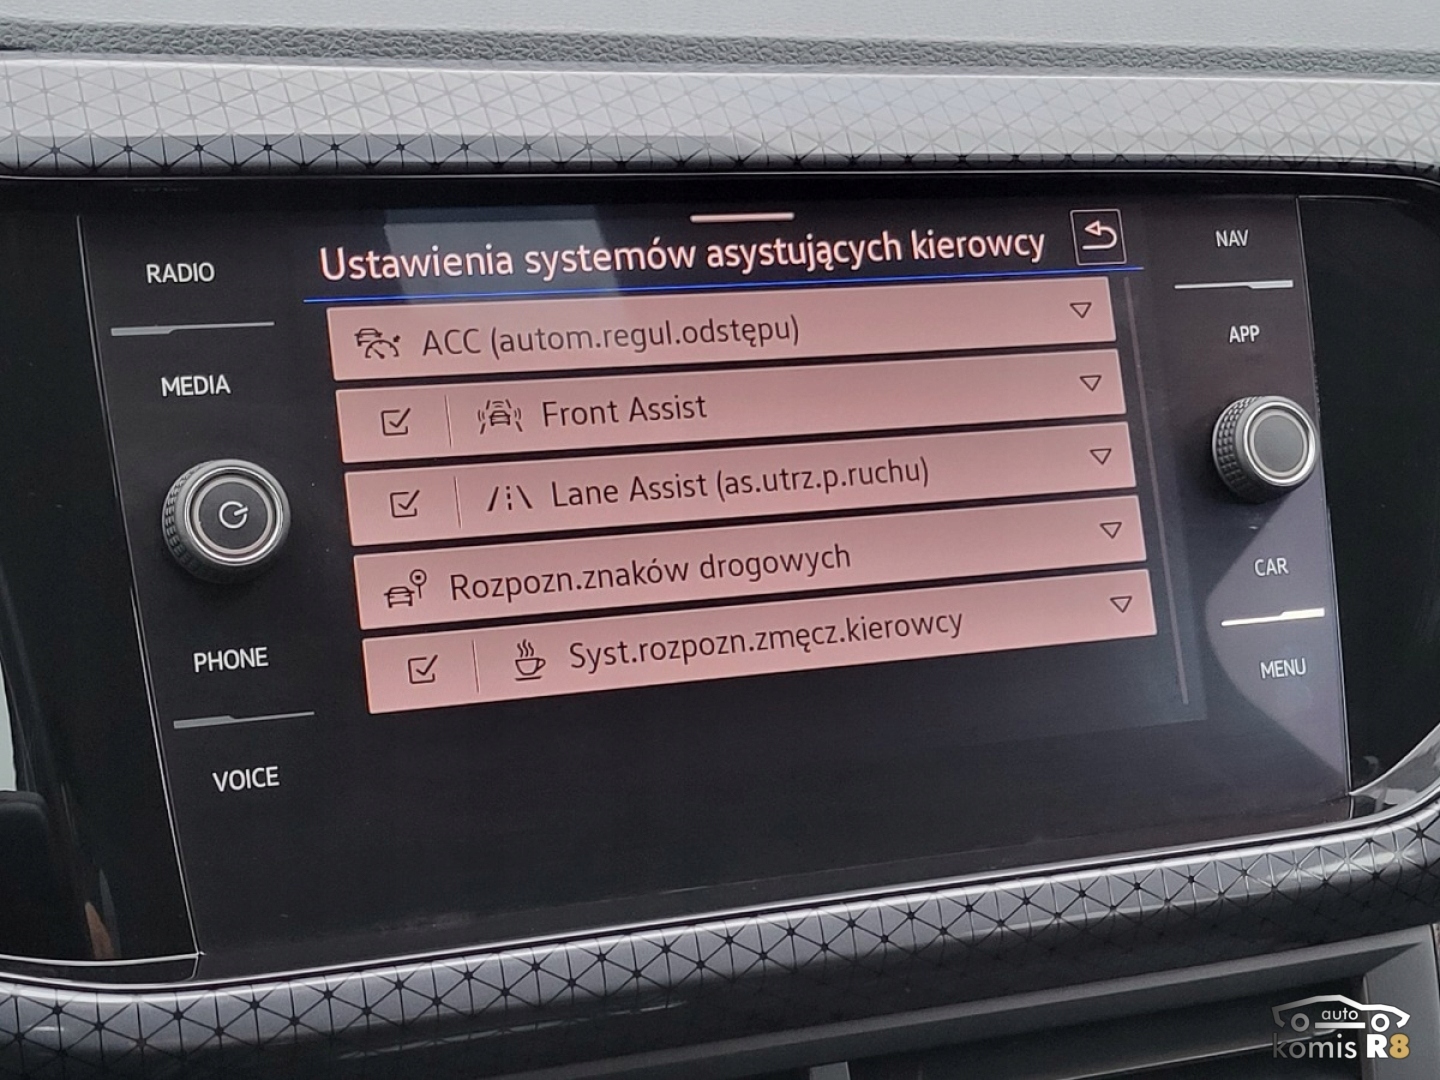 Ustawienia systemów asystujących kierowcy
RADIO
MEDIA
PHONE
VOICE
ACC (autom.regul.odstępu)
Front Assist
Lane Assist (as.utrz.p.ruchu)
Rozpozn.znaków drogowych
Syst.rozpozn.zmęcz.kierowcy
NAV
APP
CAR
MENU
auto
komis R8